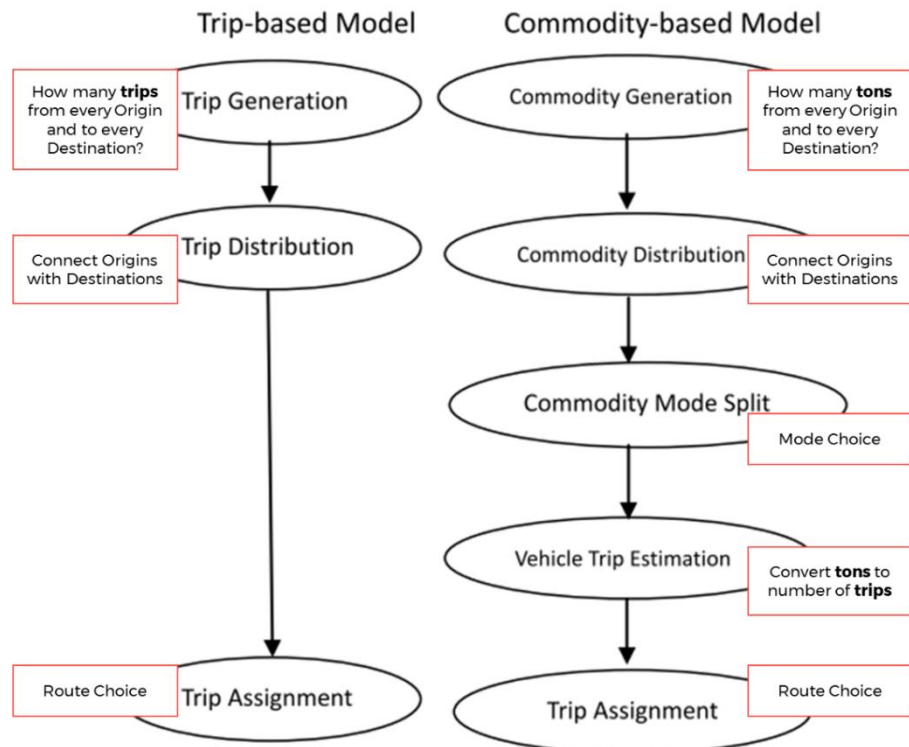 Trip-based Model
Commodity-based Model
How many trips
from every Origin
and to every
Destination?
Trip Generation
Commodity Generation
How many tons
from every Origin
and to every
Destination?
Connect Origins
with Destinations
Trip Distribution
Commodity Distribution
Connect Origins
with Destinations
Commodity Mode Split
Mode Choice
Vehicle Trip Estimation
Convert tons to
number of trips
Route Choice
Trip Assignment
Trip Assignment
Route Choice